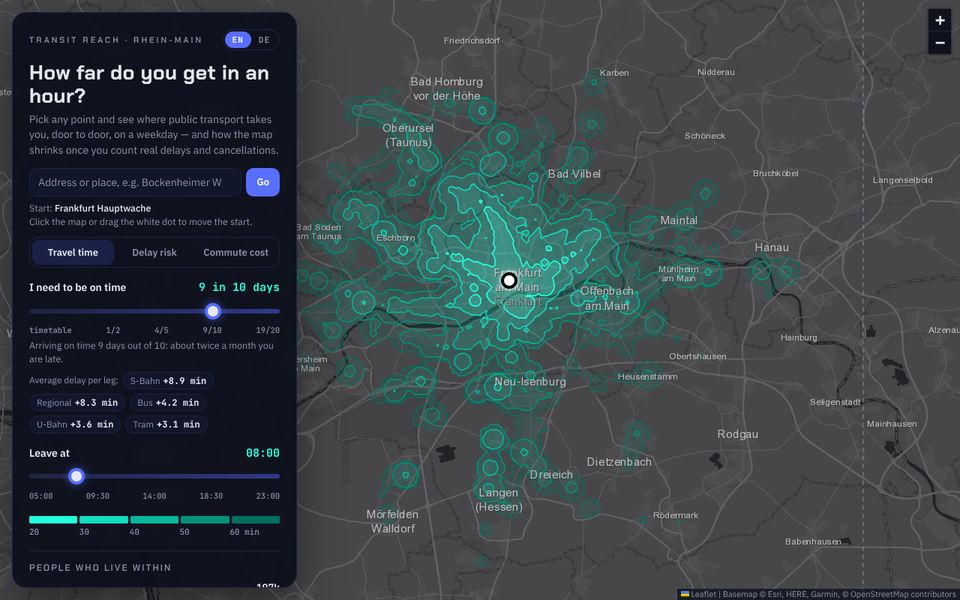 TRANSIT REACH · RHEIN-MAIN
EN DE
How far do you get in an
hour?
Pick any point and see where public transport takes
you, door to door, on a weekday — and how the map
shrinks once you count real delays and cancellations.
Address or place, e.g. Bockenheimer W
Go
Start: Frankfurt Hauptwache
Click the map or drag the white dot to move the start.
Travel time Delay risk Commute cost
I need to be on time 9 in 10 days
timetable 1/2 4/5 9/10 19/20
Arriving on time 9 days out of 10: about twice a month you
are late.
Average delay per leg: S-Bahn +8.9 min
Regional +8.3 min Bus +4.2 min
U-Bahn +3.6 min Tram +3.1 min
Leave at 08:00
05:00 09:30 14:00 18:30 23:00
20 30 40 50 60 min
PEOPLE WHO LIVE WITHIN
+
−
Friedrichsdorf
Karben
Nidderau
Bad Homburg
vor der Höhe
Oberursel
(Taunus)
Schöneck
Bad Vilbel
Bruchköbel
Langenselbold
Maintal
Bad Soden
am Taunus
Eschborn
Hanau
Mühlheim
am Main
Frankfurt
am Main
Frankfurt
Offenbach
am Main
Hainburg
Alzenau
Obertshausen
Heusenstamm
Neu-Isenburg
Seligenstadt
Mainhausen
Rodgau
Dietzenbach
Dreieich
Langen
(Hessen)
Mörfelden
Walldorf
Rödermark
Babenhausen
Leaflet | Basemap © Esri, HERE, Garmin, © OpenStreetMap contributors